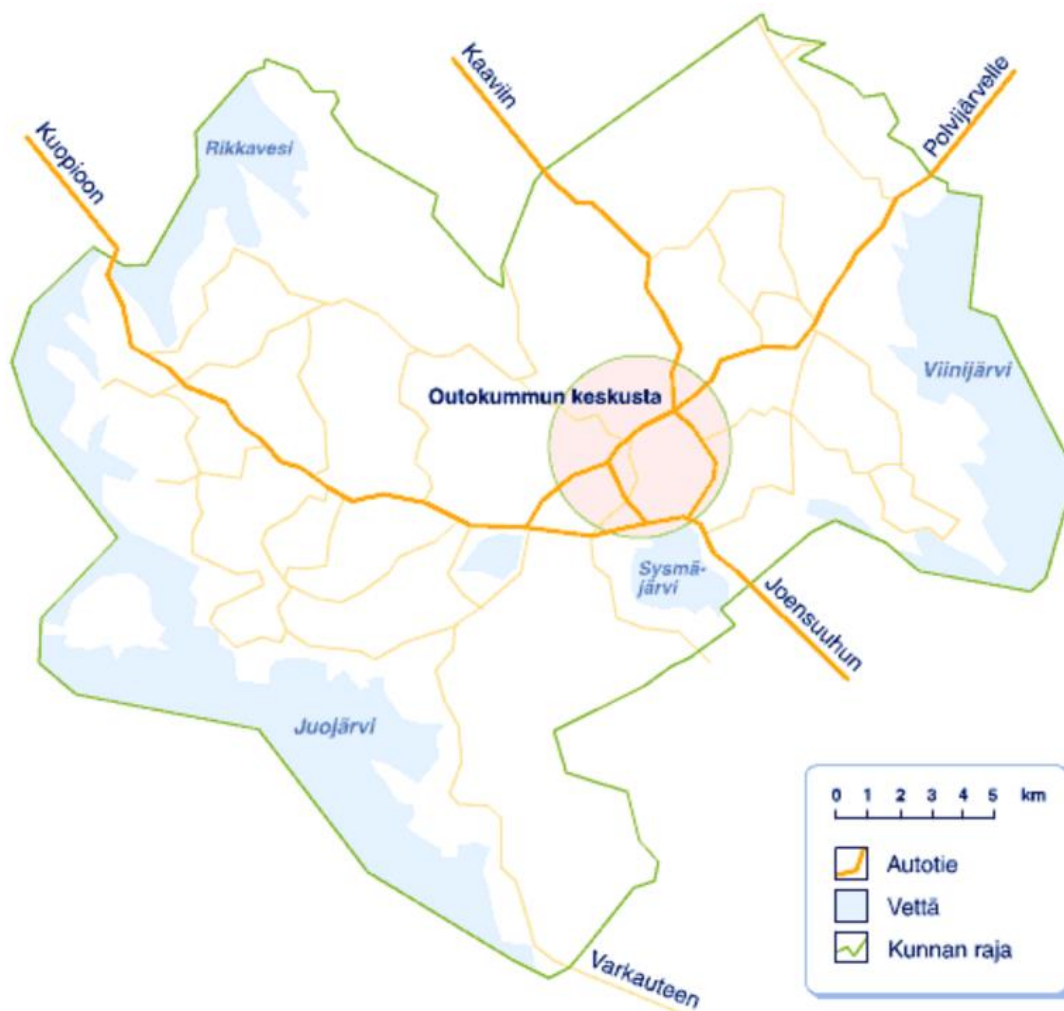 Kaaviin
Polvijärvelle
Kuopioon
Rikkavesi
Viinijärvi
Outokummun keskusta
Sysmä-
järvi
Joensuuhun
Juojärvi
Varkauteen
0 1 2 3 4 5 km
Autotie
Vettä
Kunnan raja